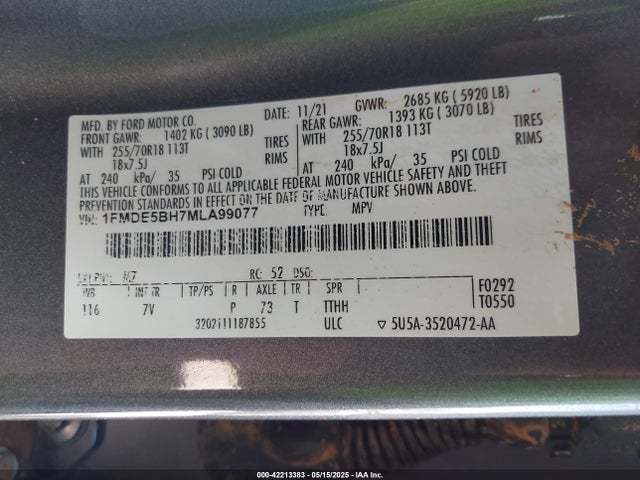 MFD. BY FORD MOTOR CO. DATE: 11/21 GVWR: 2685 KG ( 5920 LB)
FRONT GAWR: 1402 KG ( 3090 LB) REAR GAWR: 1393 KG ( 3070 LB)
WITH 255/70R18 113T TIRES WITH 255/70R18 113T TIRES
18x7.5J RIMS 18x7.5J RIMS
AT 240 kPa/ 35 PSI COLD AT 240 kPa/ 35 PSI COLD
THIS VEHICLE CONFORMS TO ALL APPLICABLE FEDERAL MOTOR VEHICLE SAFETY AND THEFT
PREVENTION STANDARDS IN EFFECT ON THE DATE OF MANUFACTURE SHOWN ABOVE.
VIN: 1FMDE5BH7MLA99077 TYPE: MPV
RC: 52 DSO:
WB INT TR TP/PS R AXLE TR SPR F0292
116 7V P 73 T TTHH T0550
3202111187855 ULC ▽ 5U5A-3520472-AA
000-42213383 - 05/15/2025 - IAA Inc.